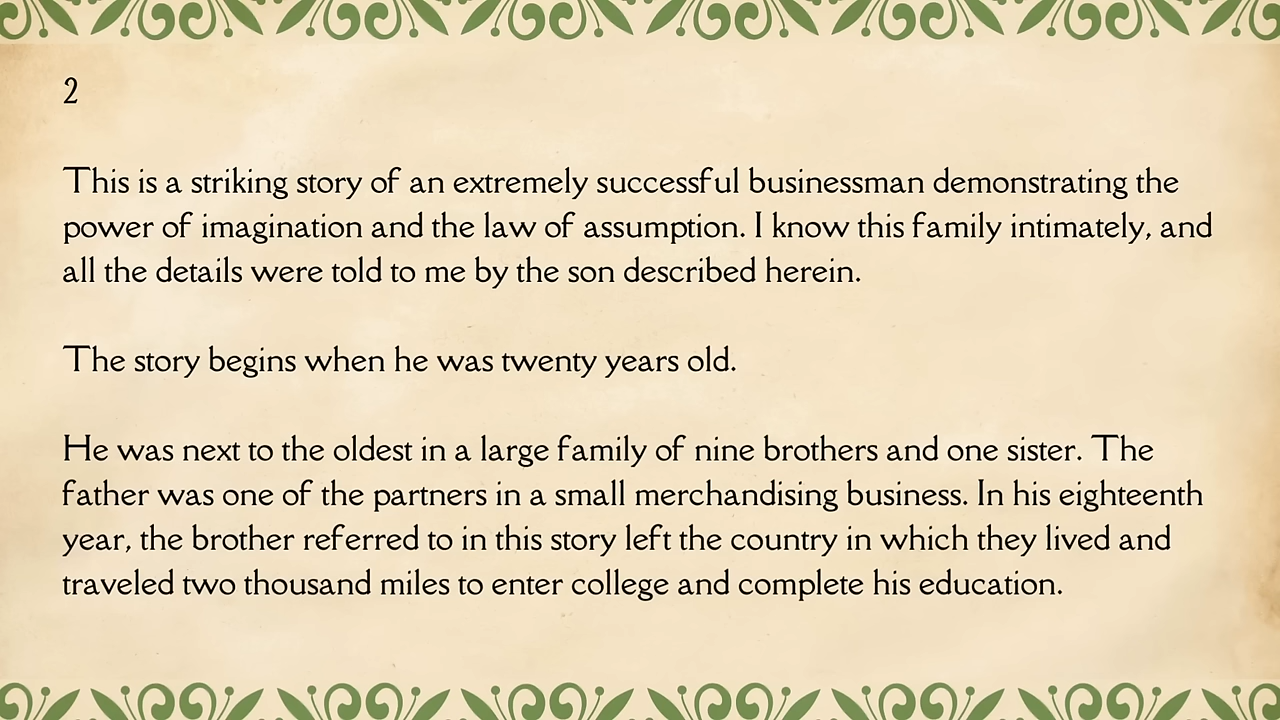 2
This is a striking story of an extremely successful businessman demonstrating the
power of imagination and the law of assumption. I know this family intimately, and
all the details were told to me by the son described herein.
The story begins when he was twenty years old.
He was next to the oldest in a large family of nine brothers and one sister. The
father was one of the partners in a small merchandising business. In his eighteenth
year, the brother referred to in this story left the country in which they lived and
traveled two thousand miles to enter college and complete his education.